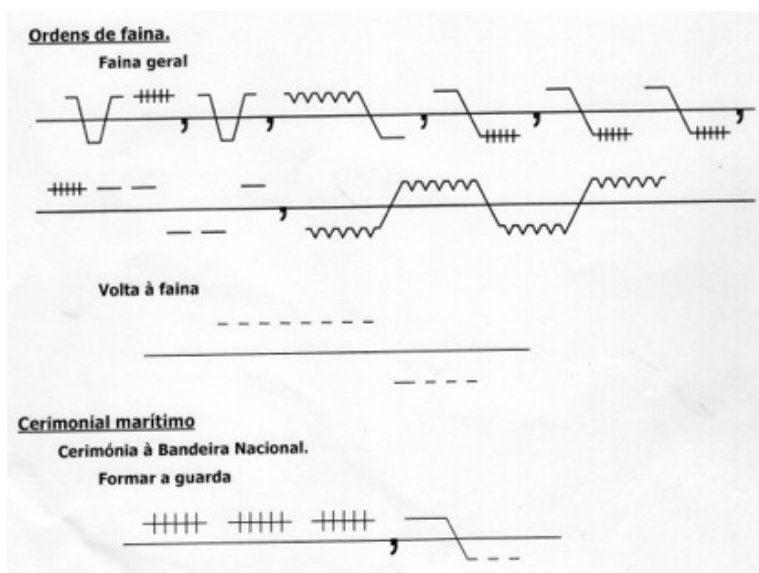 Ordens de faina.
Faina geral
Volta à faina
Cerimonial marítimo
Cerimónia à Bandeira Nacional.
Formar a guarda